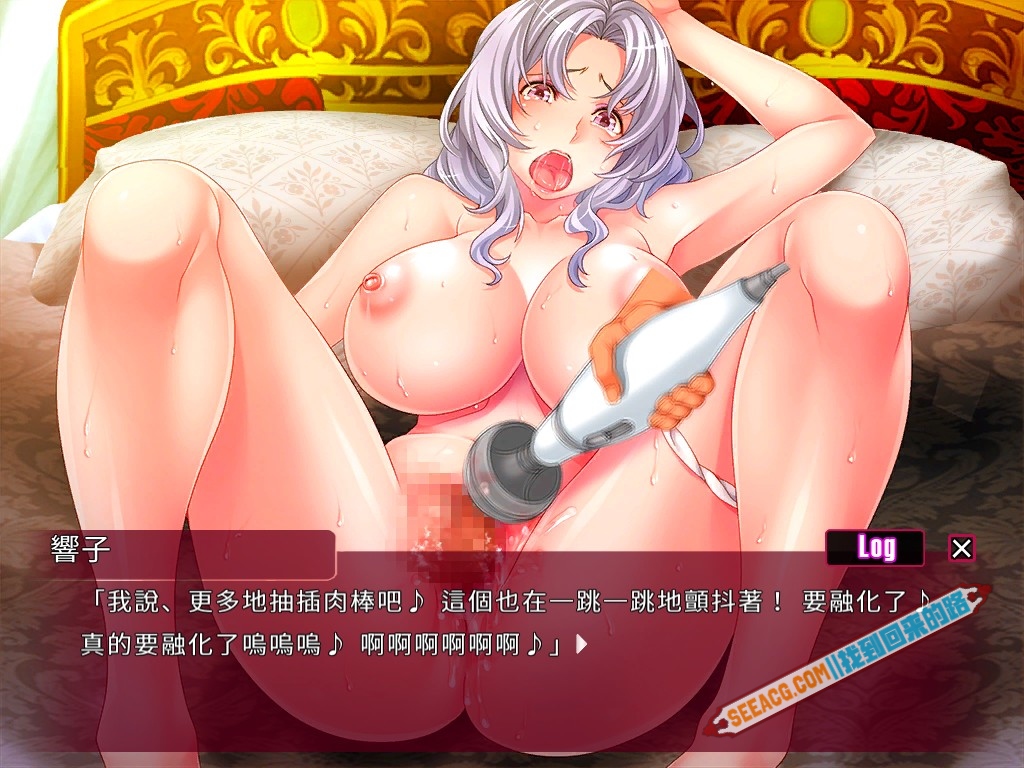 響子
Log
「我說、更多地抽插肉棒吧♪ 這個也在一跳一跳地顫抖著！ 要融化了♪
真的要融化了嗚嗚嗚♪ 啊啊啊啊啊啊♪」
SEEACG.COM||找到回来的路